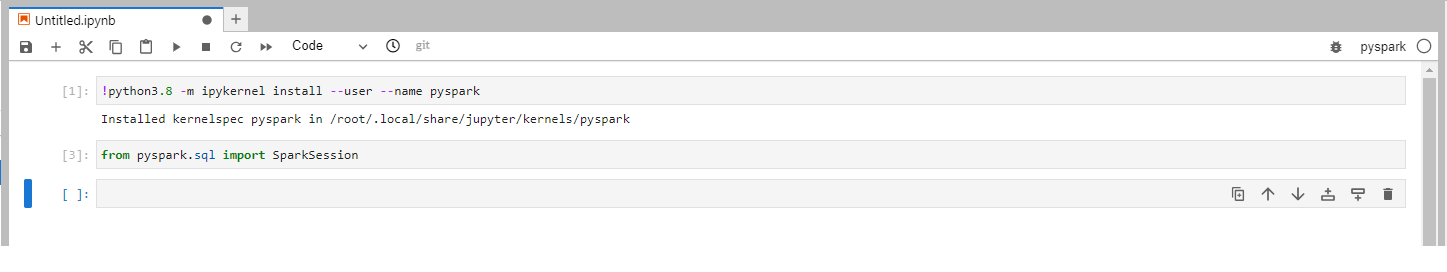 Untitled.ipynb
Code git pyspark
[1]: !python3.8 -m ipykernel install --user --name pyspark
Installed kernelspec pyspark in /root/.local/share/jupyter/kernels/pyspark
[3]: from pyspark.sql import SparkSession
[ ]: